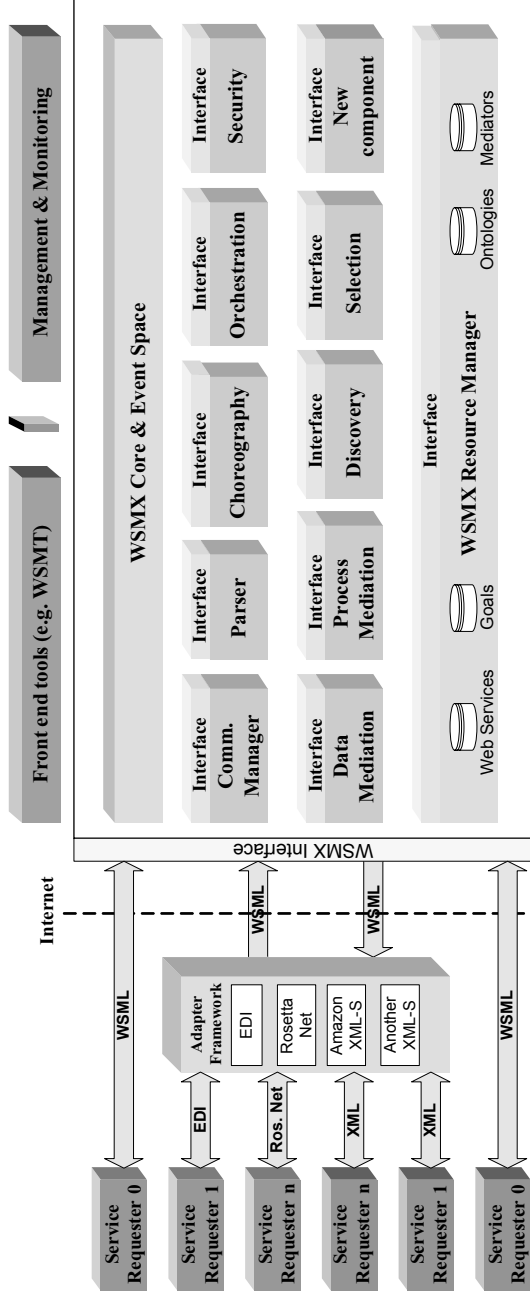 Front end tools (e.g. WSMT)
Management & Monitoring
Internet
WSMX Interface
WSMX Core & Event Space
Interface
Comm.
Manager
Interface
Parser
Interface
Choreography
Interface
Orchestration
Interface
Security
Interface
Data
Mediation
Interface
Process
Mediation
Interface
Discovery
Interface
Selection
Interface
New
component
Interface
WSMX Resource Manager
Web Services
Goals
Ontologies
Mediators
Service
Requester 0
WSML
Service
Requester 1
EDI
Service
Requester n
Ros. Net
Service
Requester n
XML
Service
Requester 1
XML
Service
Requester 0
WSML
Adapter
Framework
EDI
Rosetta
Net
Amazon
XML-S
Another
XML-S
WSML
WSML